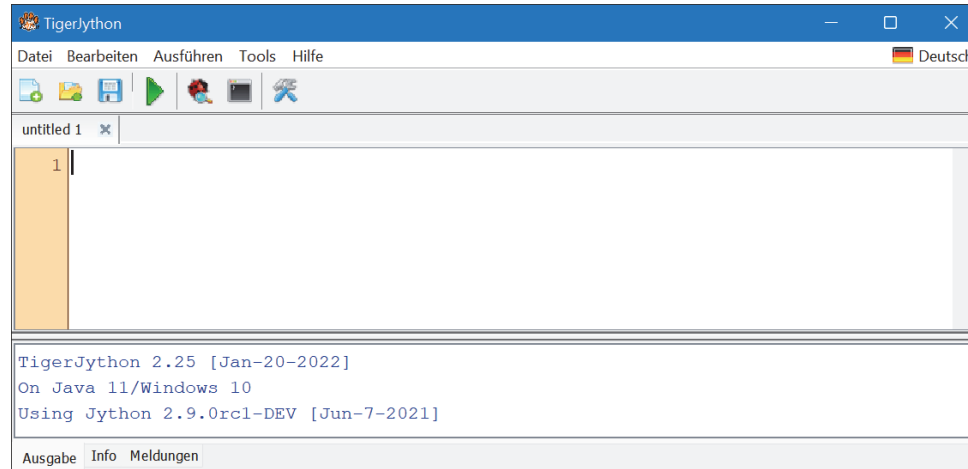 TigerJython
Datei Bearbeiten Ausführen Tools Hilfe Deutsch
untitled 1
1
TigerJython 2.25 [Jan-20-2022]
On Java 11/Windows 10
Using Jython 2.9.0rc1-DEV [Jun-7-2021]
Ausgabe Info Meldungen